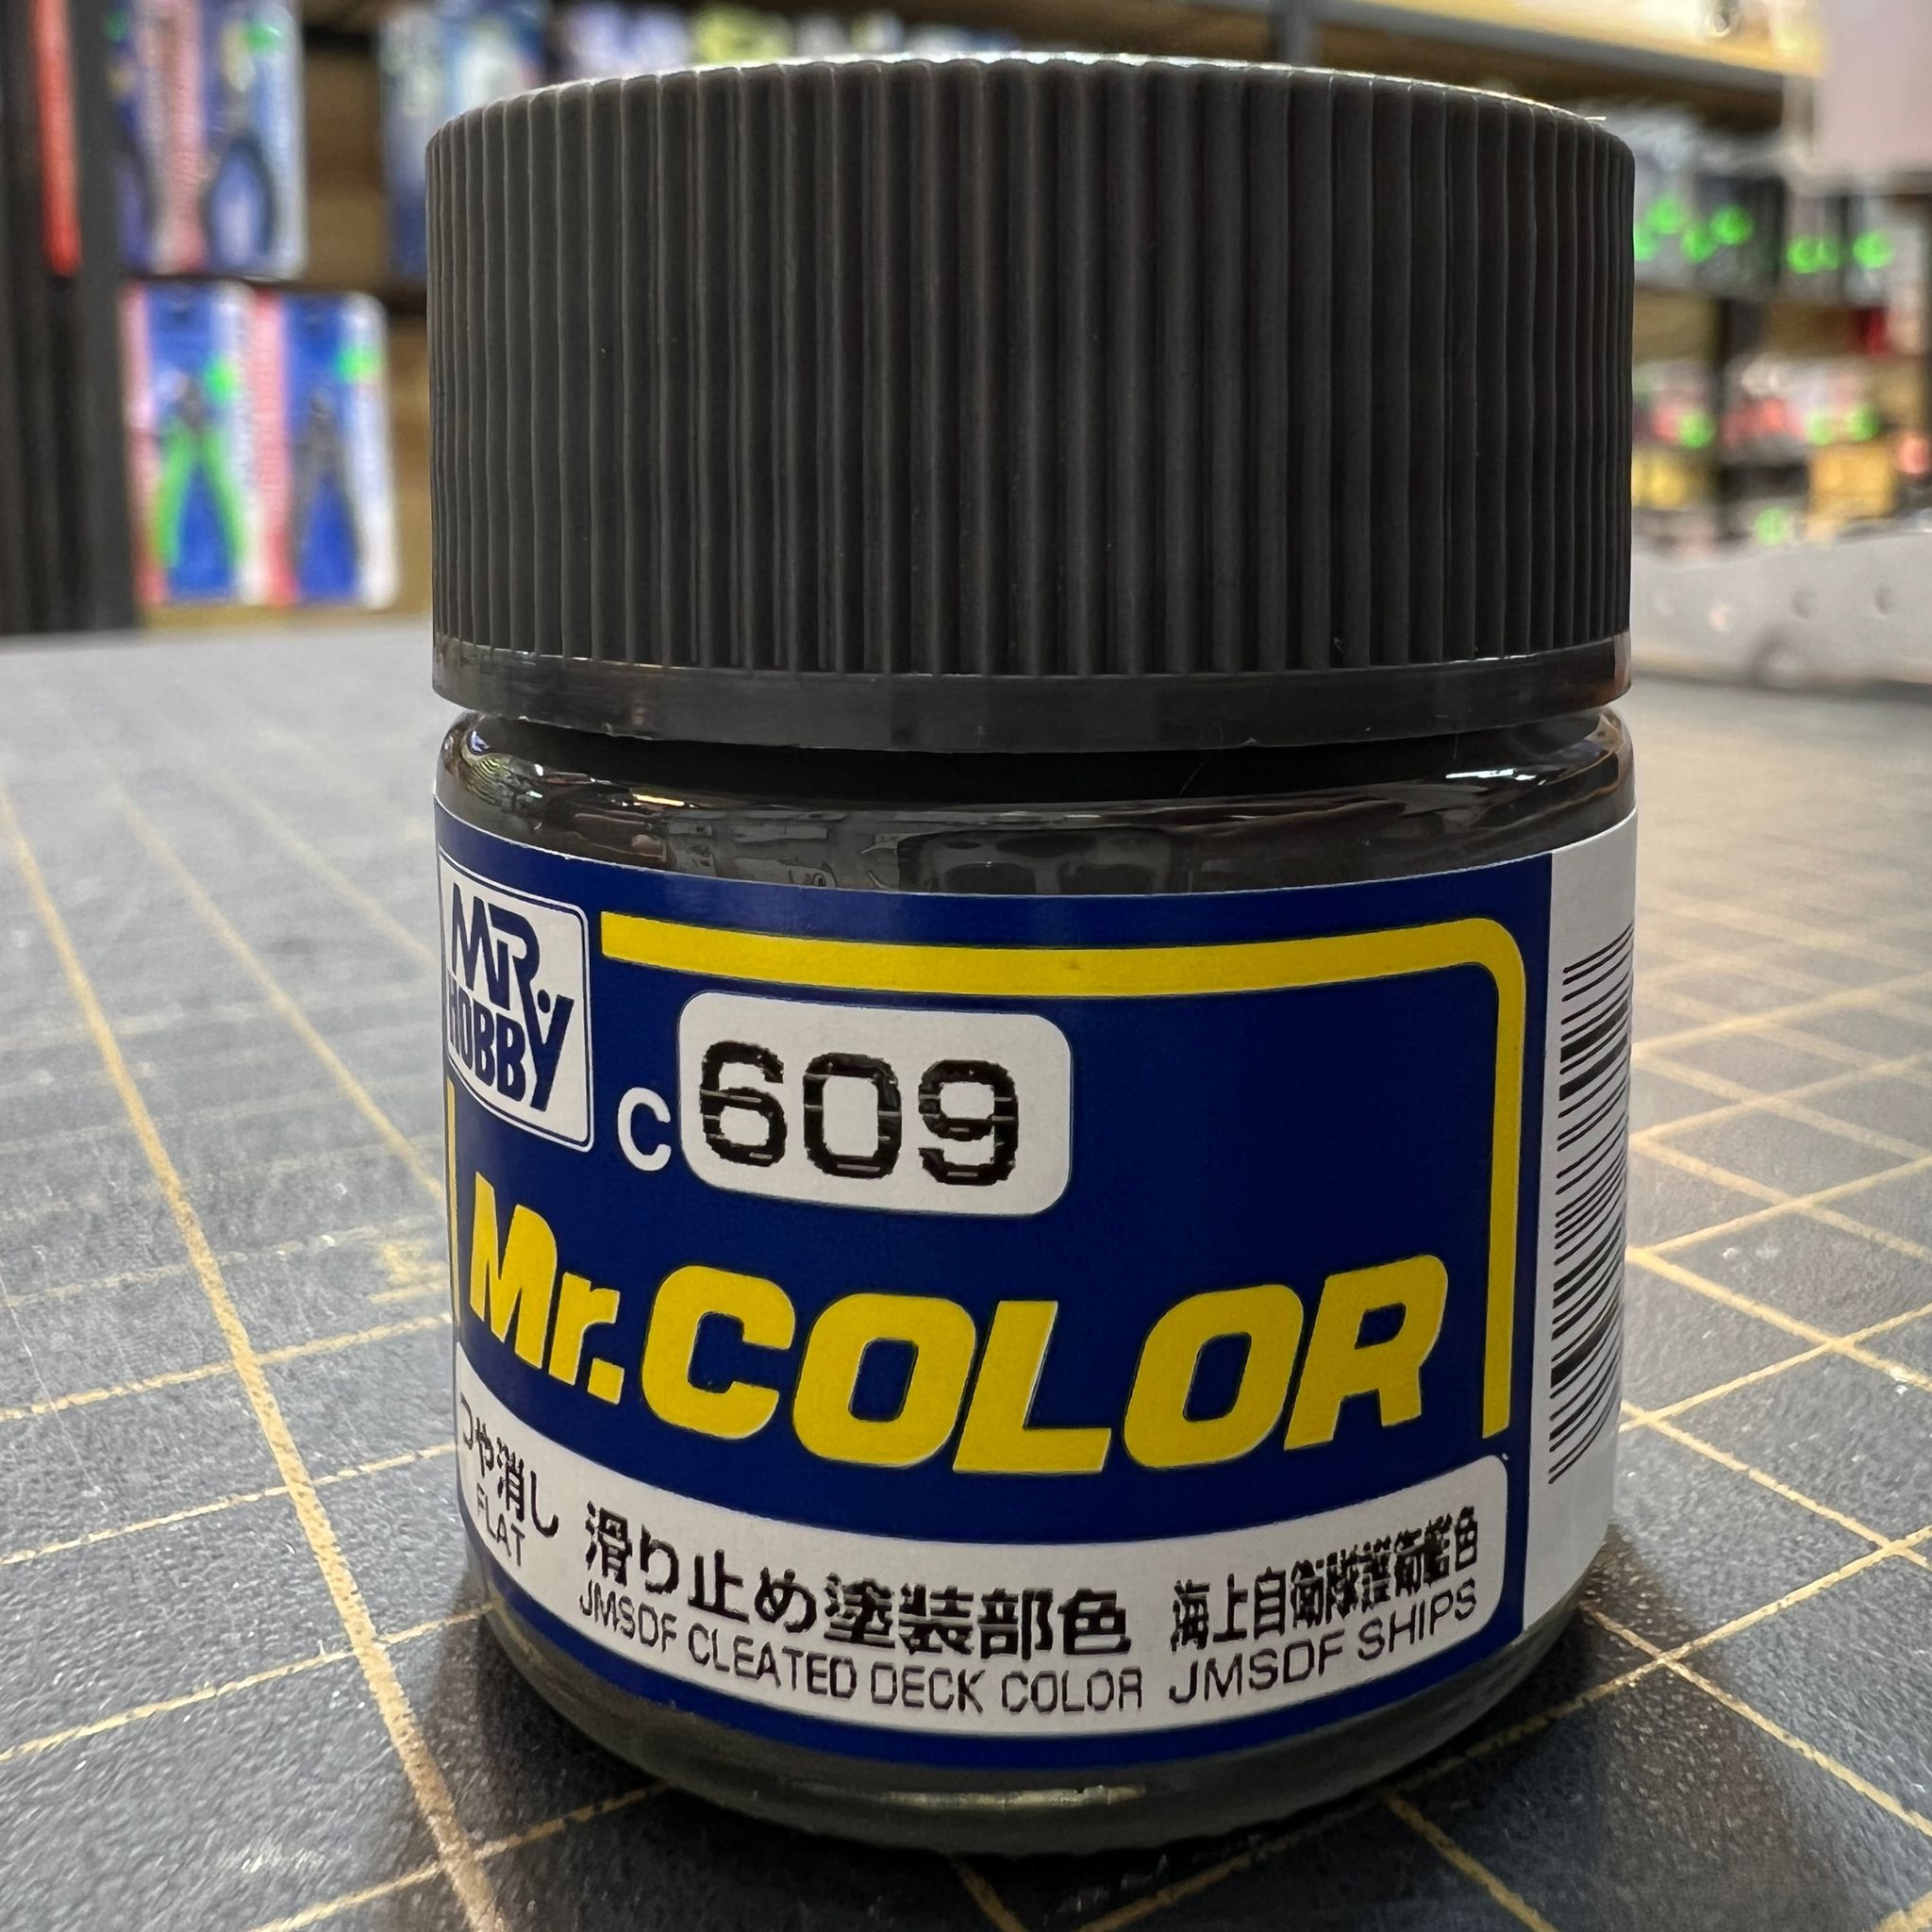 MR. HOBBY
C 609
Mr.COLOR
つや消し
FLAT
滑り止め塗装部色 海上自衛隊護衛艦色
JMSDF CLEATED DECK COLOR JMSDF SHIPS